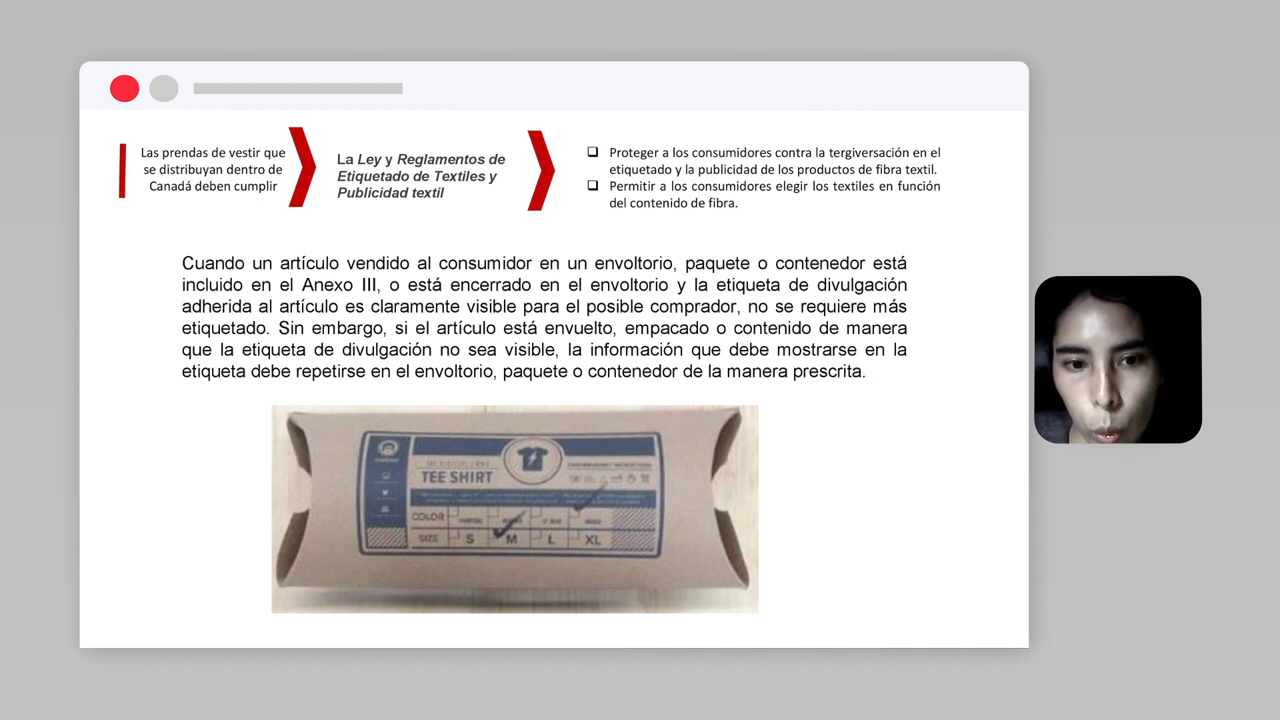 Las prendas de vestir que
se distribuyan dentro de
Canadá deben cumplir
La Ley y Reglamentos de
Etiquetado de Textiles y
Publicidad textil
Proteger a los consumidores contra la tergiversación en el
etiquetado y la publicidad de los productos de fibra textil.
Permitir a los consumidores elegir los textiles en función
del contenido de fibra.
Cuando un artículo vendido al consumidor en un envoltorio, paquete o contenedor está
incluido en el Anexo III, o está encerrado en el envoltorio y la etiqueta de divulgación
adherida al artículo es claramente visible para el posible comprador, no se requiere más
etiquetado. Sin embargo, si el artículo está envuelto, empacado o contenido de manera
que la etiqueta de divulgación no sea visible, la información que debe mostrarse en la
etiqueta debe repetirse en el envoltorio, paquete o contenedor de la manera prescrita.
TEE SHIRT
COLOR
SIZE S M L XL